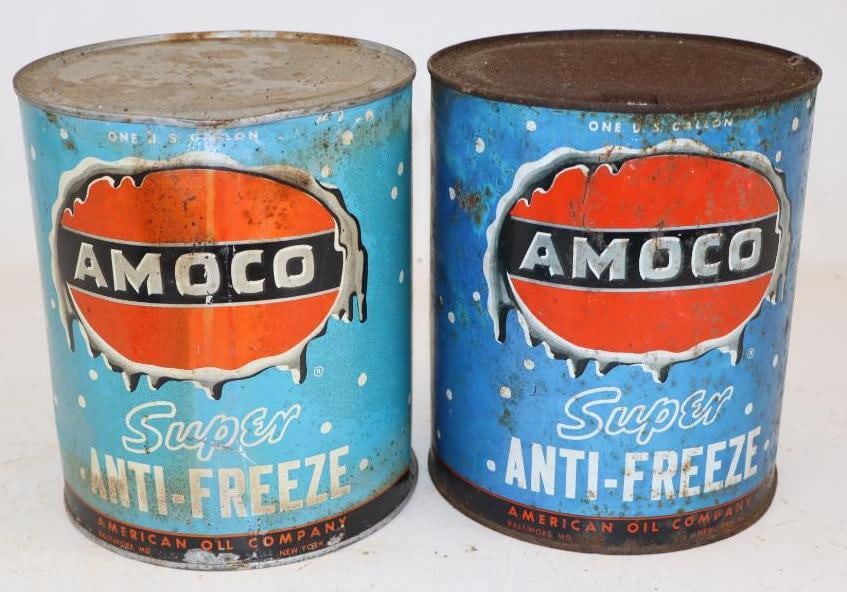 ONE U.S. GALLON
AMOCO
®
Super
ANTI-FREEZE
AMERICAN OIL COMPANY
BALTIMORE, MD. NEW YORK
ONE U.S. GALLON
AMOCO
®
Super
ANTI-FREEZE
AMERICAN OIL COMPANY
BALTIMORE, MD.